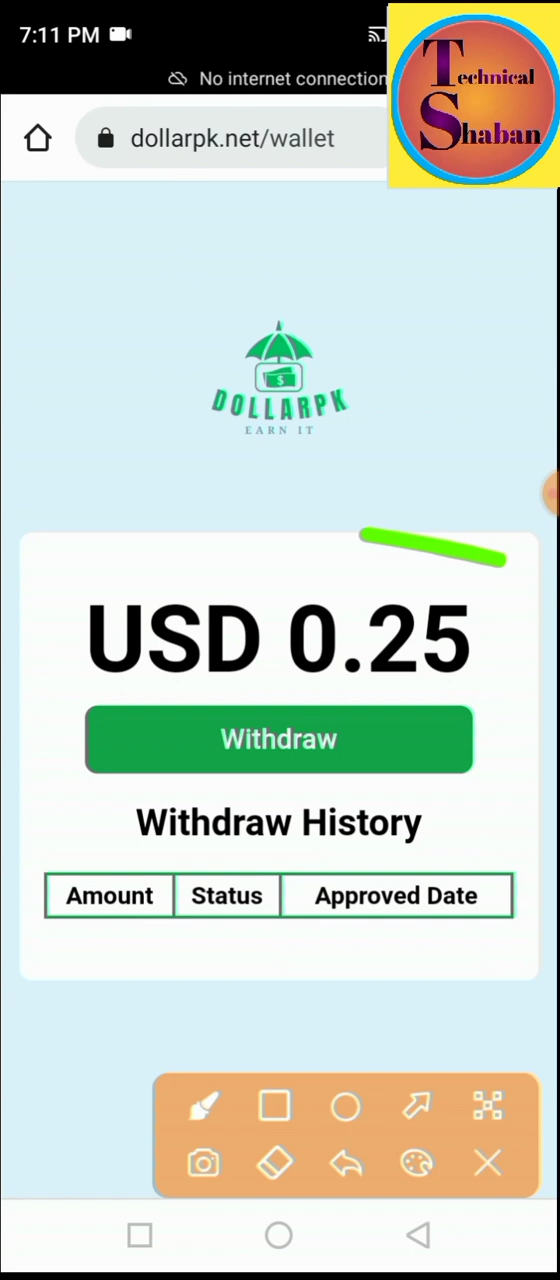 7:11 PM
No internet connection
Technical
Shaban
dollarpk.net/wallet
$
DOLLARPK
EARN IT
USD 0.25
Withdraw
Withdraw History
Amount Status Approved Date